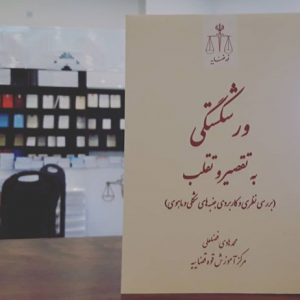 قوه قضاییه
ورشکستگی
به تقصیر و تقلب
(بررسی نظری و کاربردی جنبه‌های شکلی و ماهوی)
مرکز آموزش قوه قضاییه